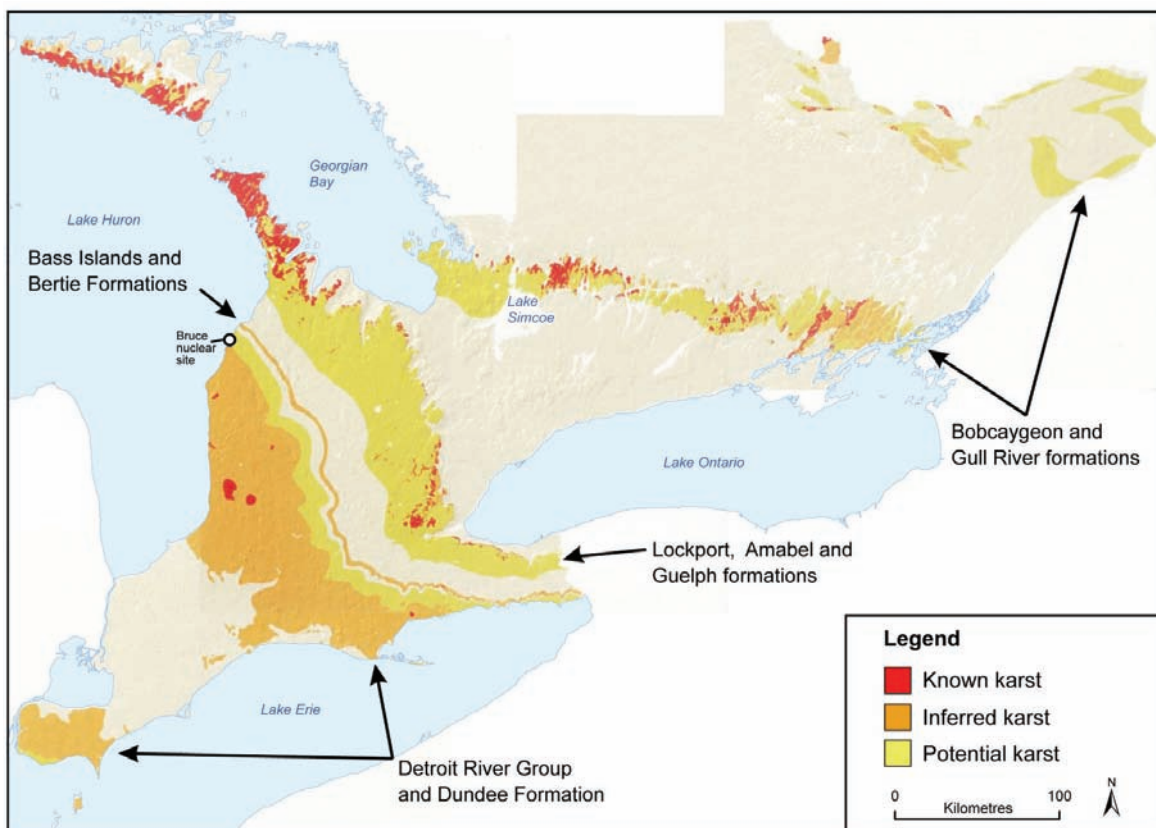 Georgian
Bay
Lake Huron
Bass Islands and
Bertie Formations
Lake
Simcoe
Bruce
nuclear
site
Bobcaygeon and
Gull River formations
Lake Ontario
Lockport, Amabel and
Guelph formations
Lake Erie
Detroit River Group
and Dundee Formation
Legend
Known karst
Inferred karst
Potential karst
0 100
Kilometres
N